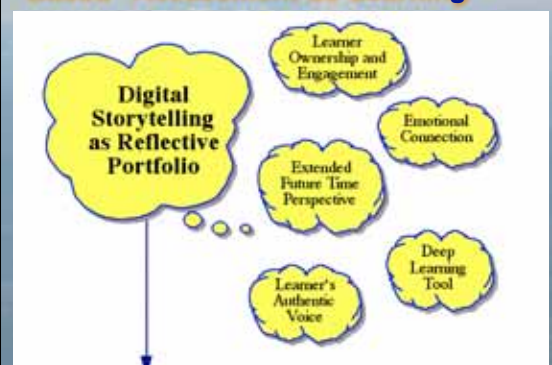 Digital
Storytelling
as Reflective
Portfolio
Learner
Ownership and
Engagement
Emotional
Connection
Extended
Future Time
Perspective
Deep
Learning
Tool
Learner's
Authentic
Voice